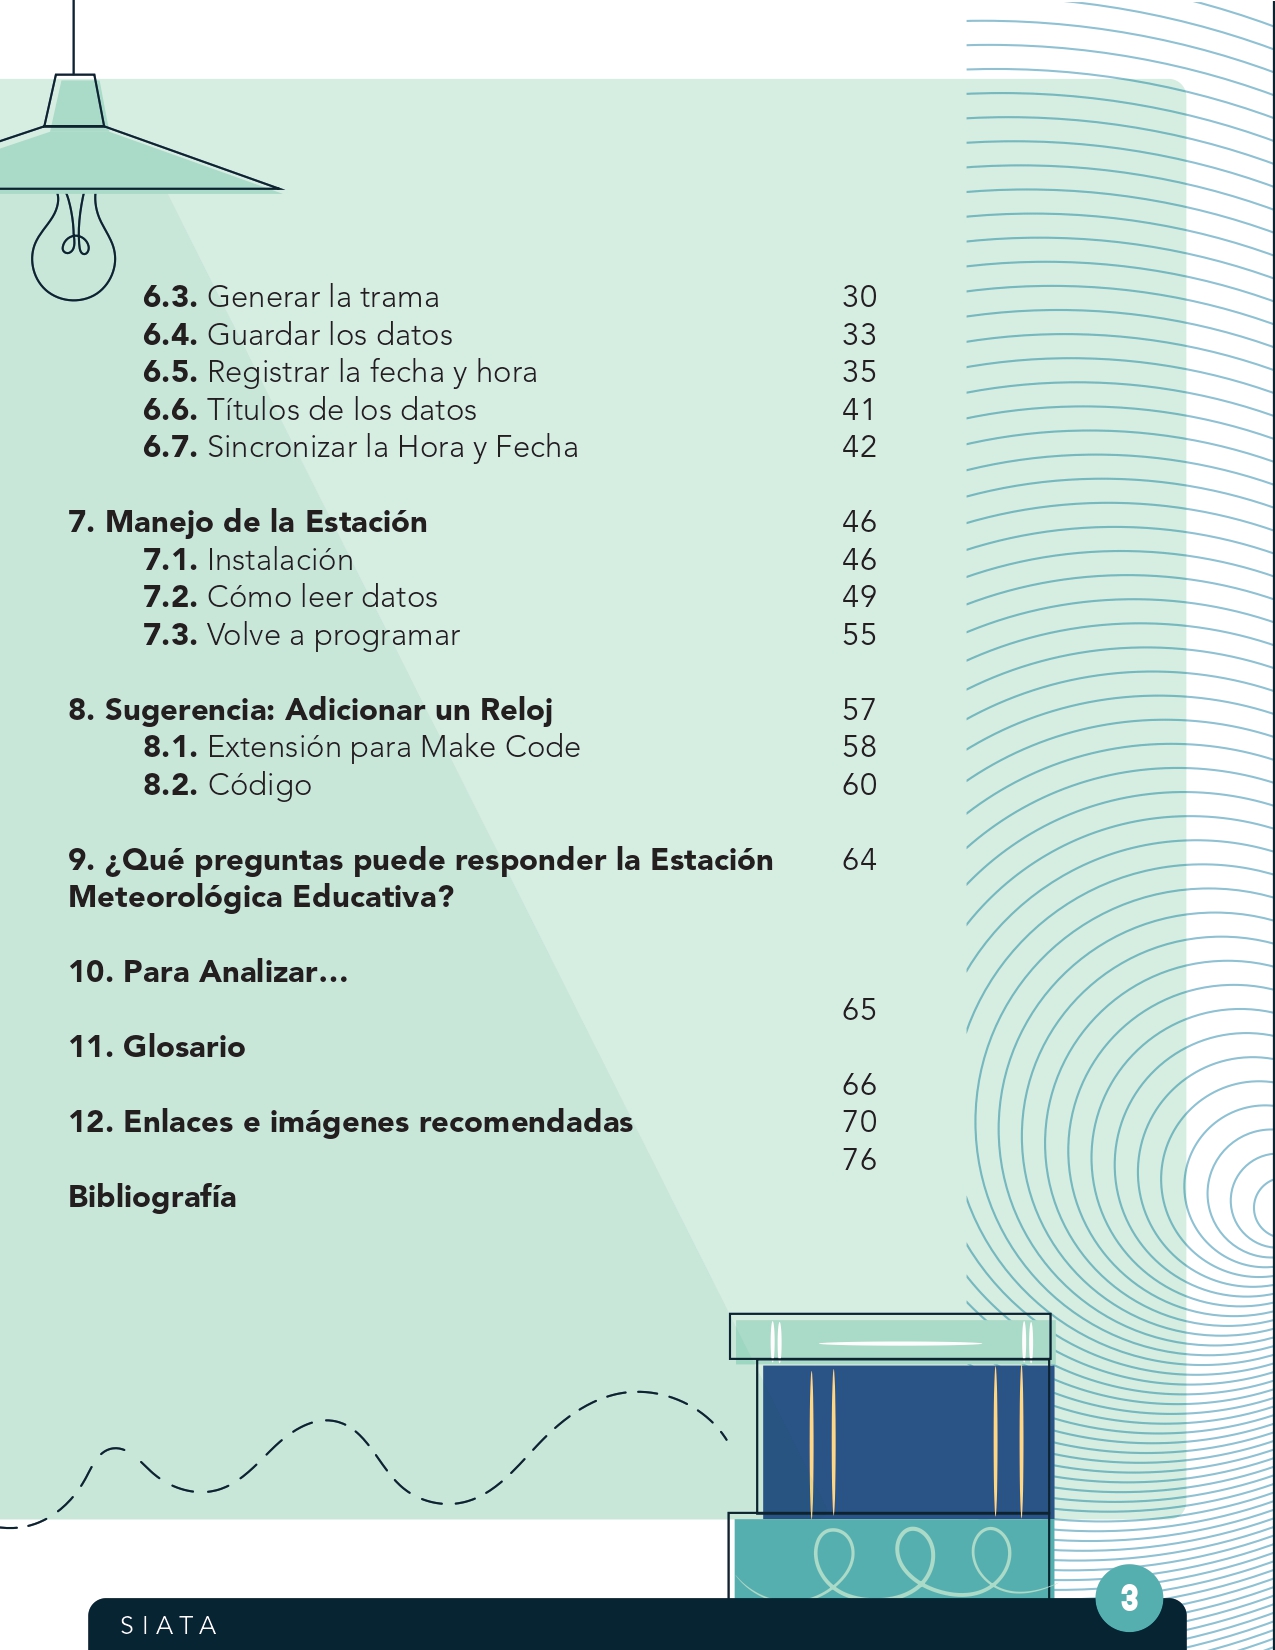 6.3. Generar la trama 30
6.4. Guardar los datos 33
6.5. Registrar la fecha y hora 35
6.6. Títulos de los datos 41
6.7. Sincronizar la Hora y Fecha 42
7. Manejo de la Estación 46
7.1. Instalación 46
7.2. Cómo leer datos 49
7.3. Volve a programar 55
8. Sugerencia: Adicionar un Reloj 57
8.1. Extensión para Make Code 58
8.2. Código 60
9. ¿Qué preguntas puede responder la Estación 64
Meteorológica Educativa?
10. Para Analizar...
65
11. Glosario
66
12. Enlaces e imágenes recomendadas 70
76
Bibliografía
SIATA
3